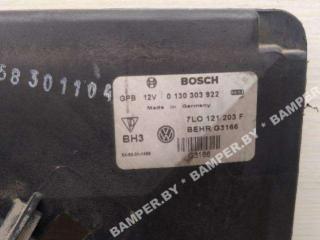 58301104
BOSCH
GPB 12V 0 130 303 922
Made in Germany
7L0 121 203 F
BH3
BEHR G3166
G3166
BAMPER.BY * BAMPER.BY * BAMPER.BY